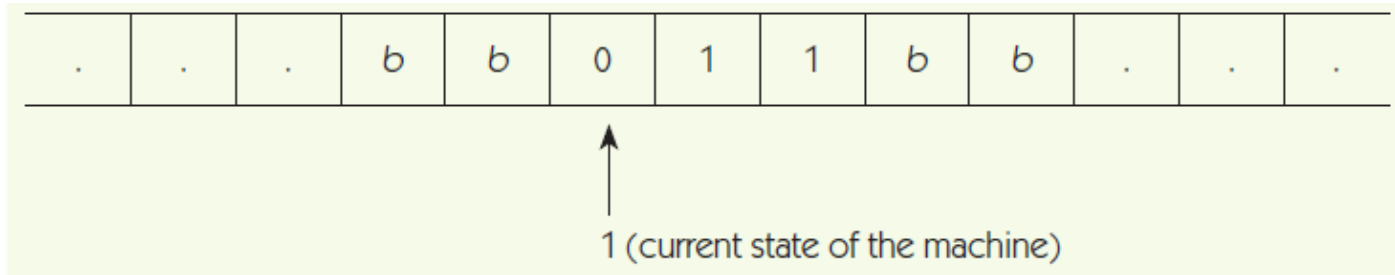 . . . b b 0 1 1 b b . . .
1 (current state of the machine)